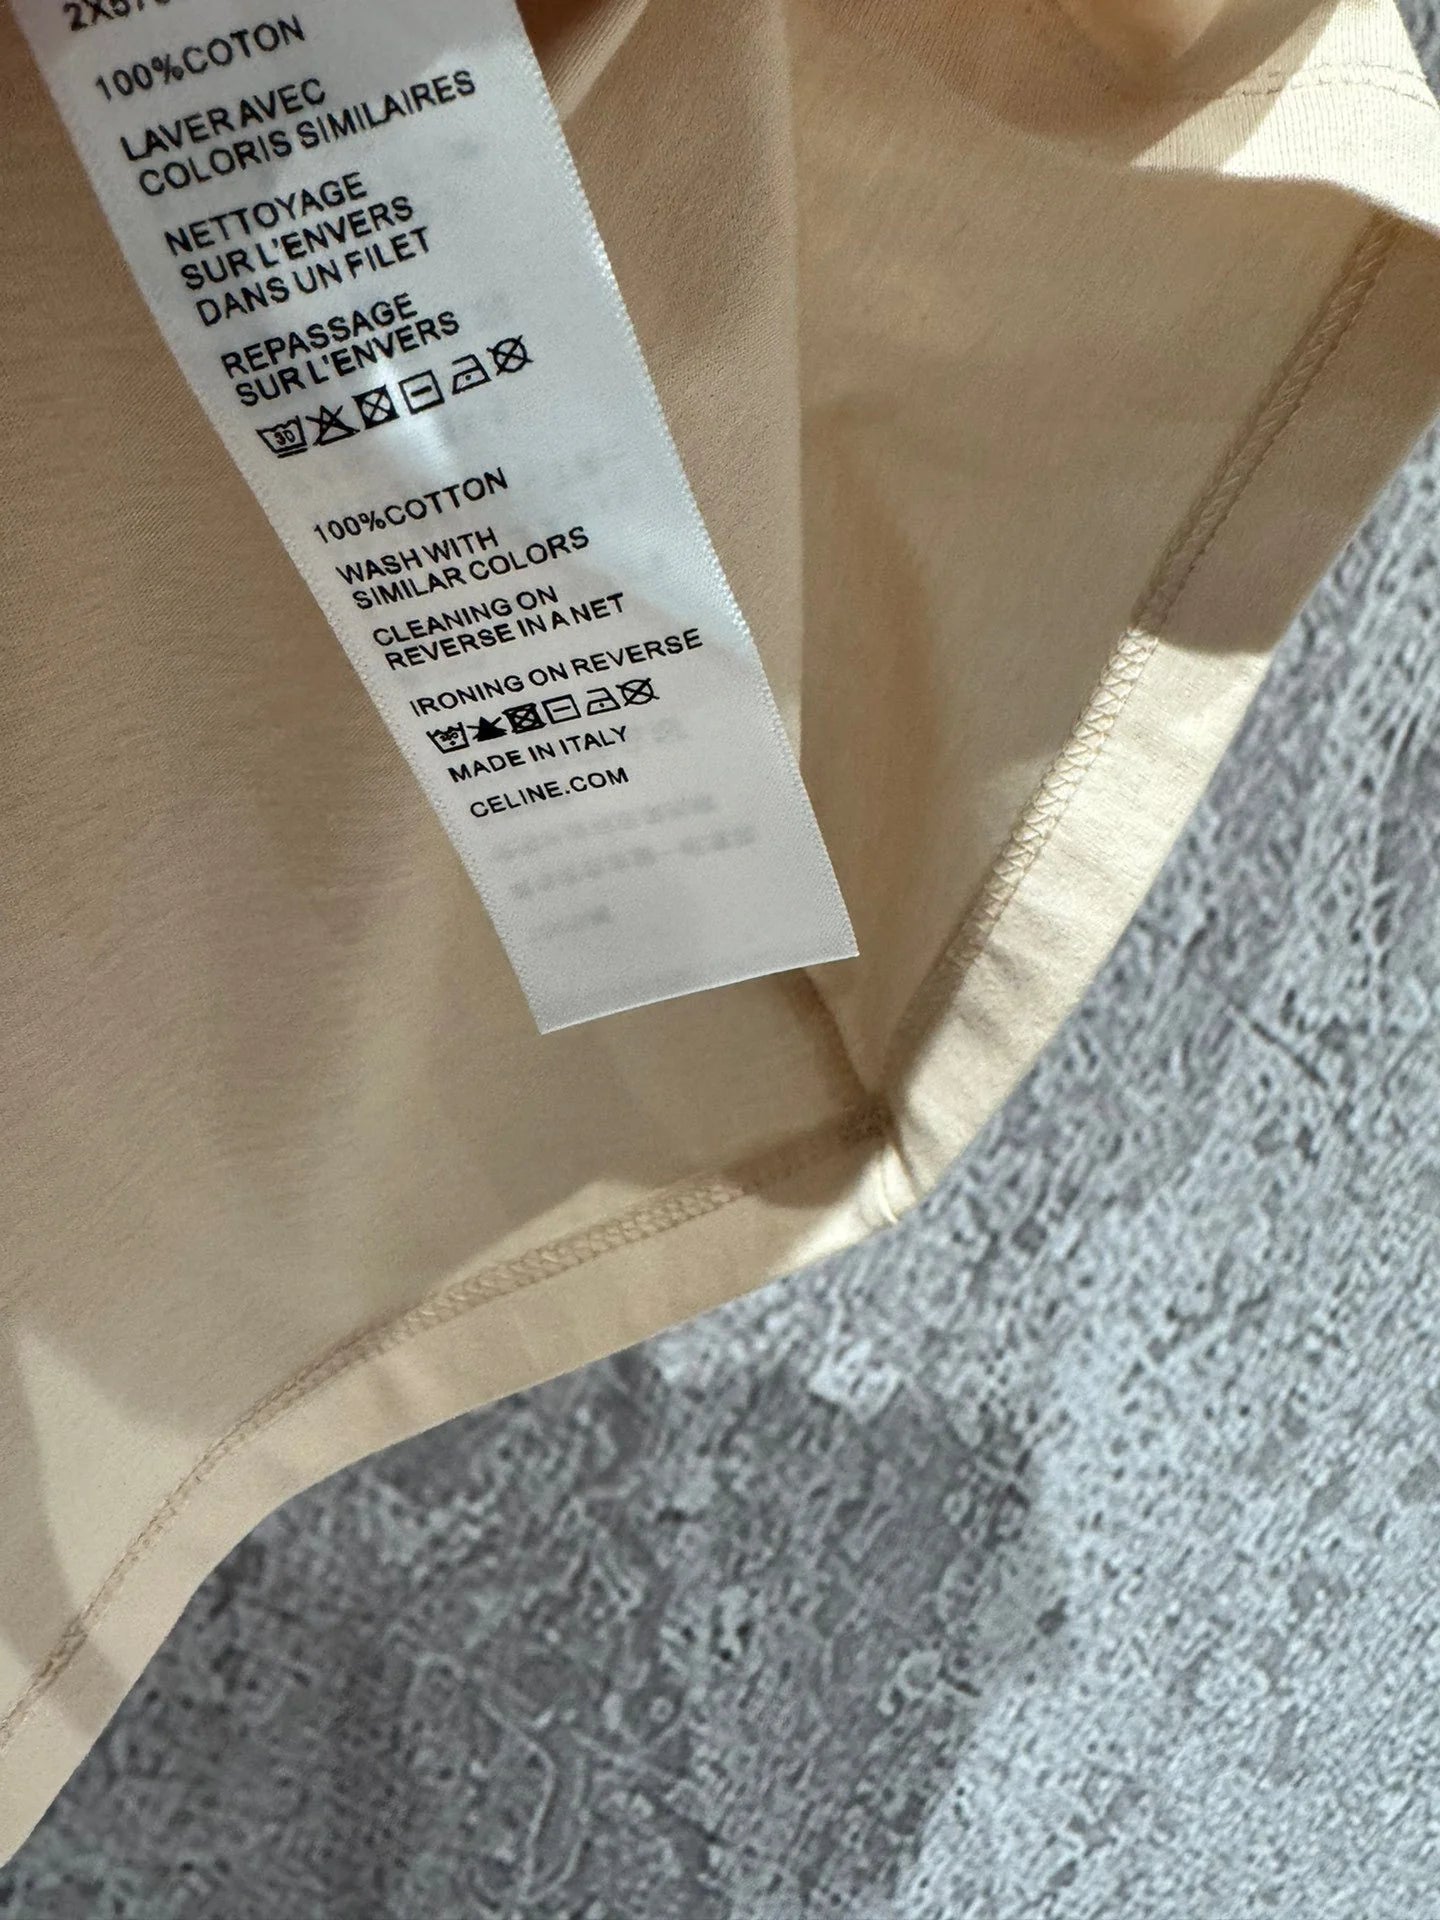 100%COTON
LAVER AVEC
COLORIS SIMILAIRES
NETTOYAGE
SUR L'ENVERS
DANS UN FILET
REPASSAGE
SUR L'ENVERS
30
100%COTTON
WASH WITH
SIMILAR COLORS
CLEANING ON
REVERSE IN A NET
IRONING ON REVERSE
MADE IN ITALY
CELINE.COM